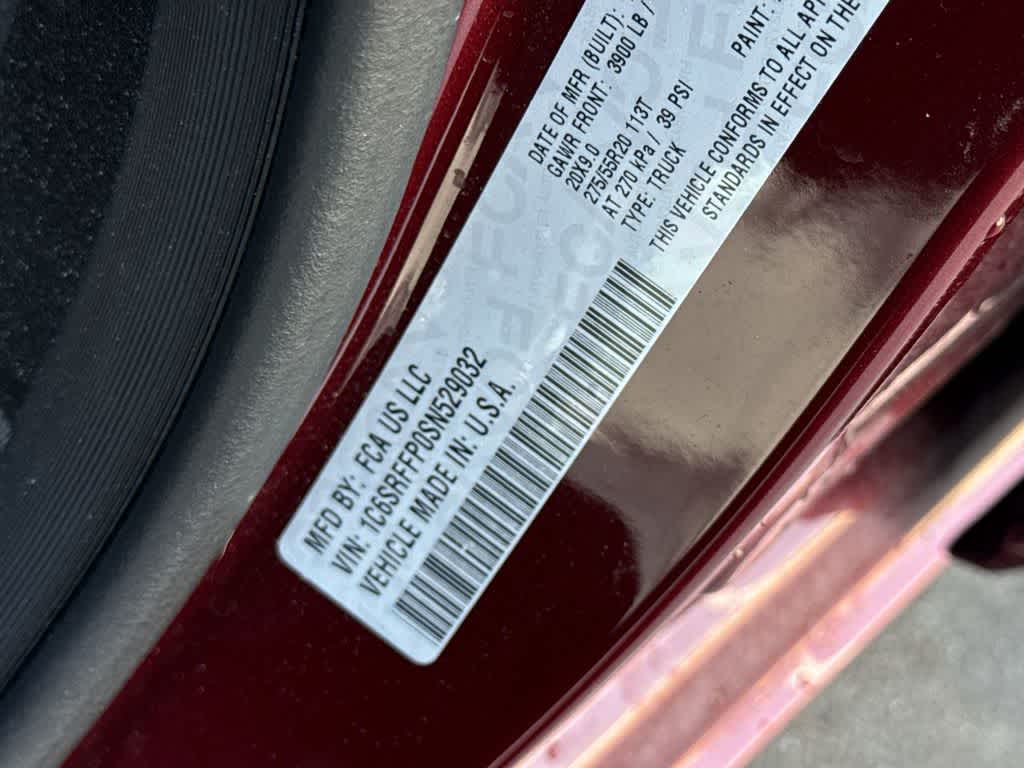 MFD BY: FCA US LLC
DATE OF MFR (BUILT):
GAWR FRONT: 3900 LB /
20X9.0
275/55R20 113T
AT 270 kPa / 39 PSI
TYPE: TRUCK
PAINT:
VIN: 1C6SRFFP0SN529032
VEHICLE MADE IN: U.S.A.
THIS VEHICLE CONFORMS TO ALL
STANDARDS IN EFFECT ON THE